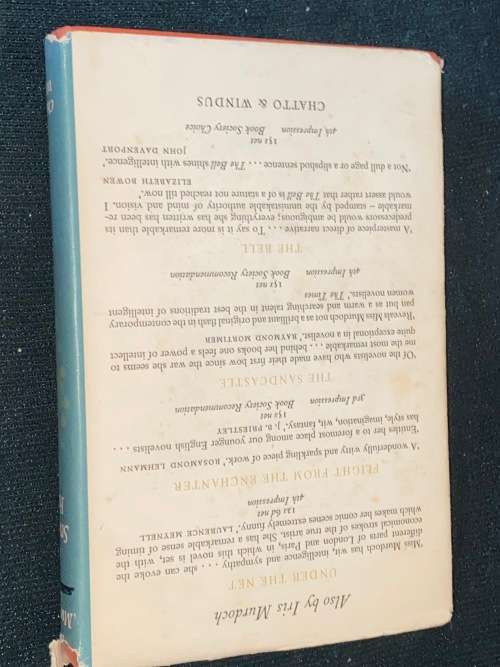 Also by Iris Murdoch
UNDER THE NET
'Miss Murdoch has wit, intelligence and sympathy . . . she can evoke the
different parts of London and Paris, in which this novel is set, with the
economical strokes of the true artist. She has a remarkable sense of timing
which makes her comic scenes extremely funny.' LAURENCE MEYNELL
12s 6d net
4th Impression
FLIGHT FROM THE ENCHANTER
'A wonderfully witty and sparkling piece of work.' ROSAMOND LEHMANN
'Entitles her to a foremost place among our younger English novelists . . . .
has style, imagination, wit, fantasy.' J. B. PRIESTLEY
15s net
3rd Impression Book Society Recommendation
THE SANDCASTLE
'Of the novelists who have made their first bow since the war she seems to
me the most remarkable . . . behind her books one feels a power of intellect
quite exceptional in a novelist.' RAYMOND MORTIMER
'Reveals Miss Murdoch not as a brilliant and original flash in the contemporary
pan but as a warm and searching talent in the best traditions of intelligent
women novelists.' The Times
15s net
4th Impression Book Society Recommendation
THE BELL
'A masterpiece of direct narrative . . . . To say it is more remarkable than its
predecessors would be ambiguous; everything she has written has been re-
markable – stamped by the unmistakable authority of mind and vision. I
would assert rather that The Bell is of a stature not reached till now.'
ELIZABETH BOWEN
'Not a dull page or a slapdash sentence . . . . The Bell shines with intelligence.'
JOHN DAVENPORT
15s net
4th Impression Book Society Choice
CHATTO & WINDUS